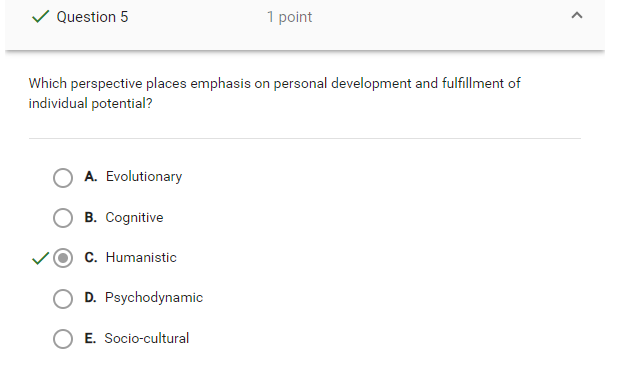 Question 5 1 point
Which perspective places emphasis on personal development and fulfillment of
individual potential?
A. Evolutionary
B. Cognitive
C. Humanistic
D. Psychodynamic
E. Socio-cultural